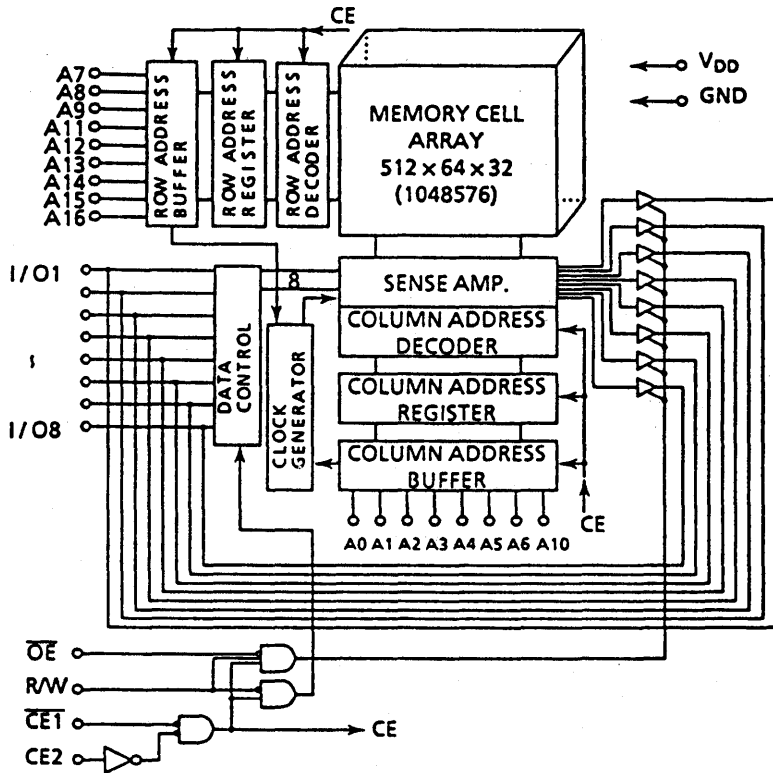 CE
A7
A8
A9
A11
A12
A13
A14
A15
A16
ROW ADDRESS
BUFFER
ROW ADDRESS
REGISTER
ROW ADDRESS
DECODER
MEMORY CELL
ARRAY
512 x 64 x 32
(1048576)
VDD
GND
I/O1
≀
I/O8
DATA
CONTROL
8
CLOCK
GENERATOR
SENSE AMP.
COLUMN ADDRESS
DECODER
COLUMN ADDRESS
REGISTER
COLUMN ADDRESS
BUFFER
CE
A0 A1 A2 A3 A4 A5 A6 A10
O̅E̅
R/W
C̅E̅1̅
CE2
CE